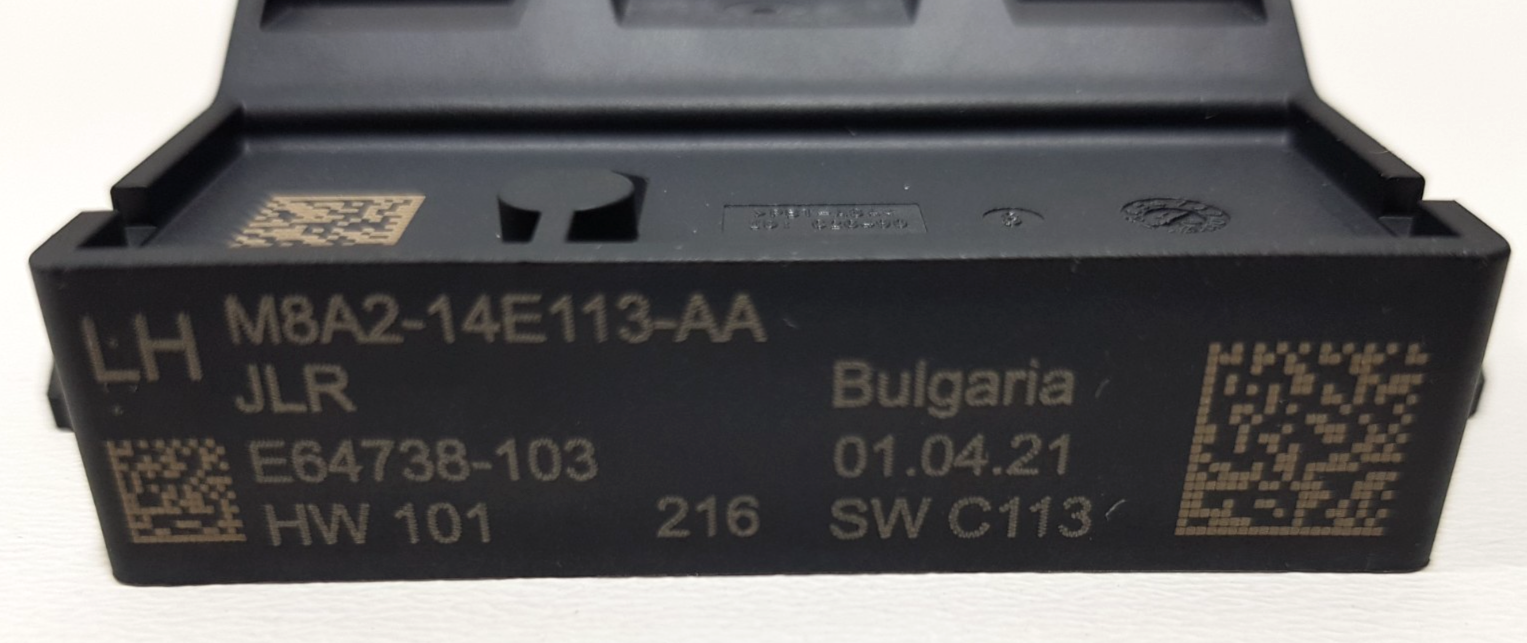 LH
M8A2-14E113-AA
JLR
Bulgaria
E64738-103
01.04.21
HW 101
216
SW C113